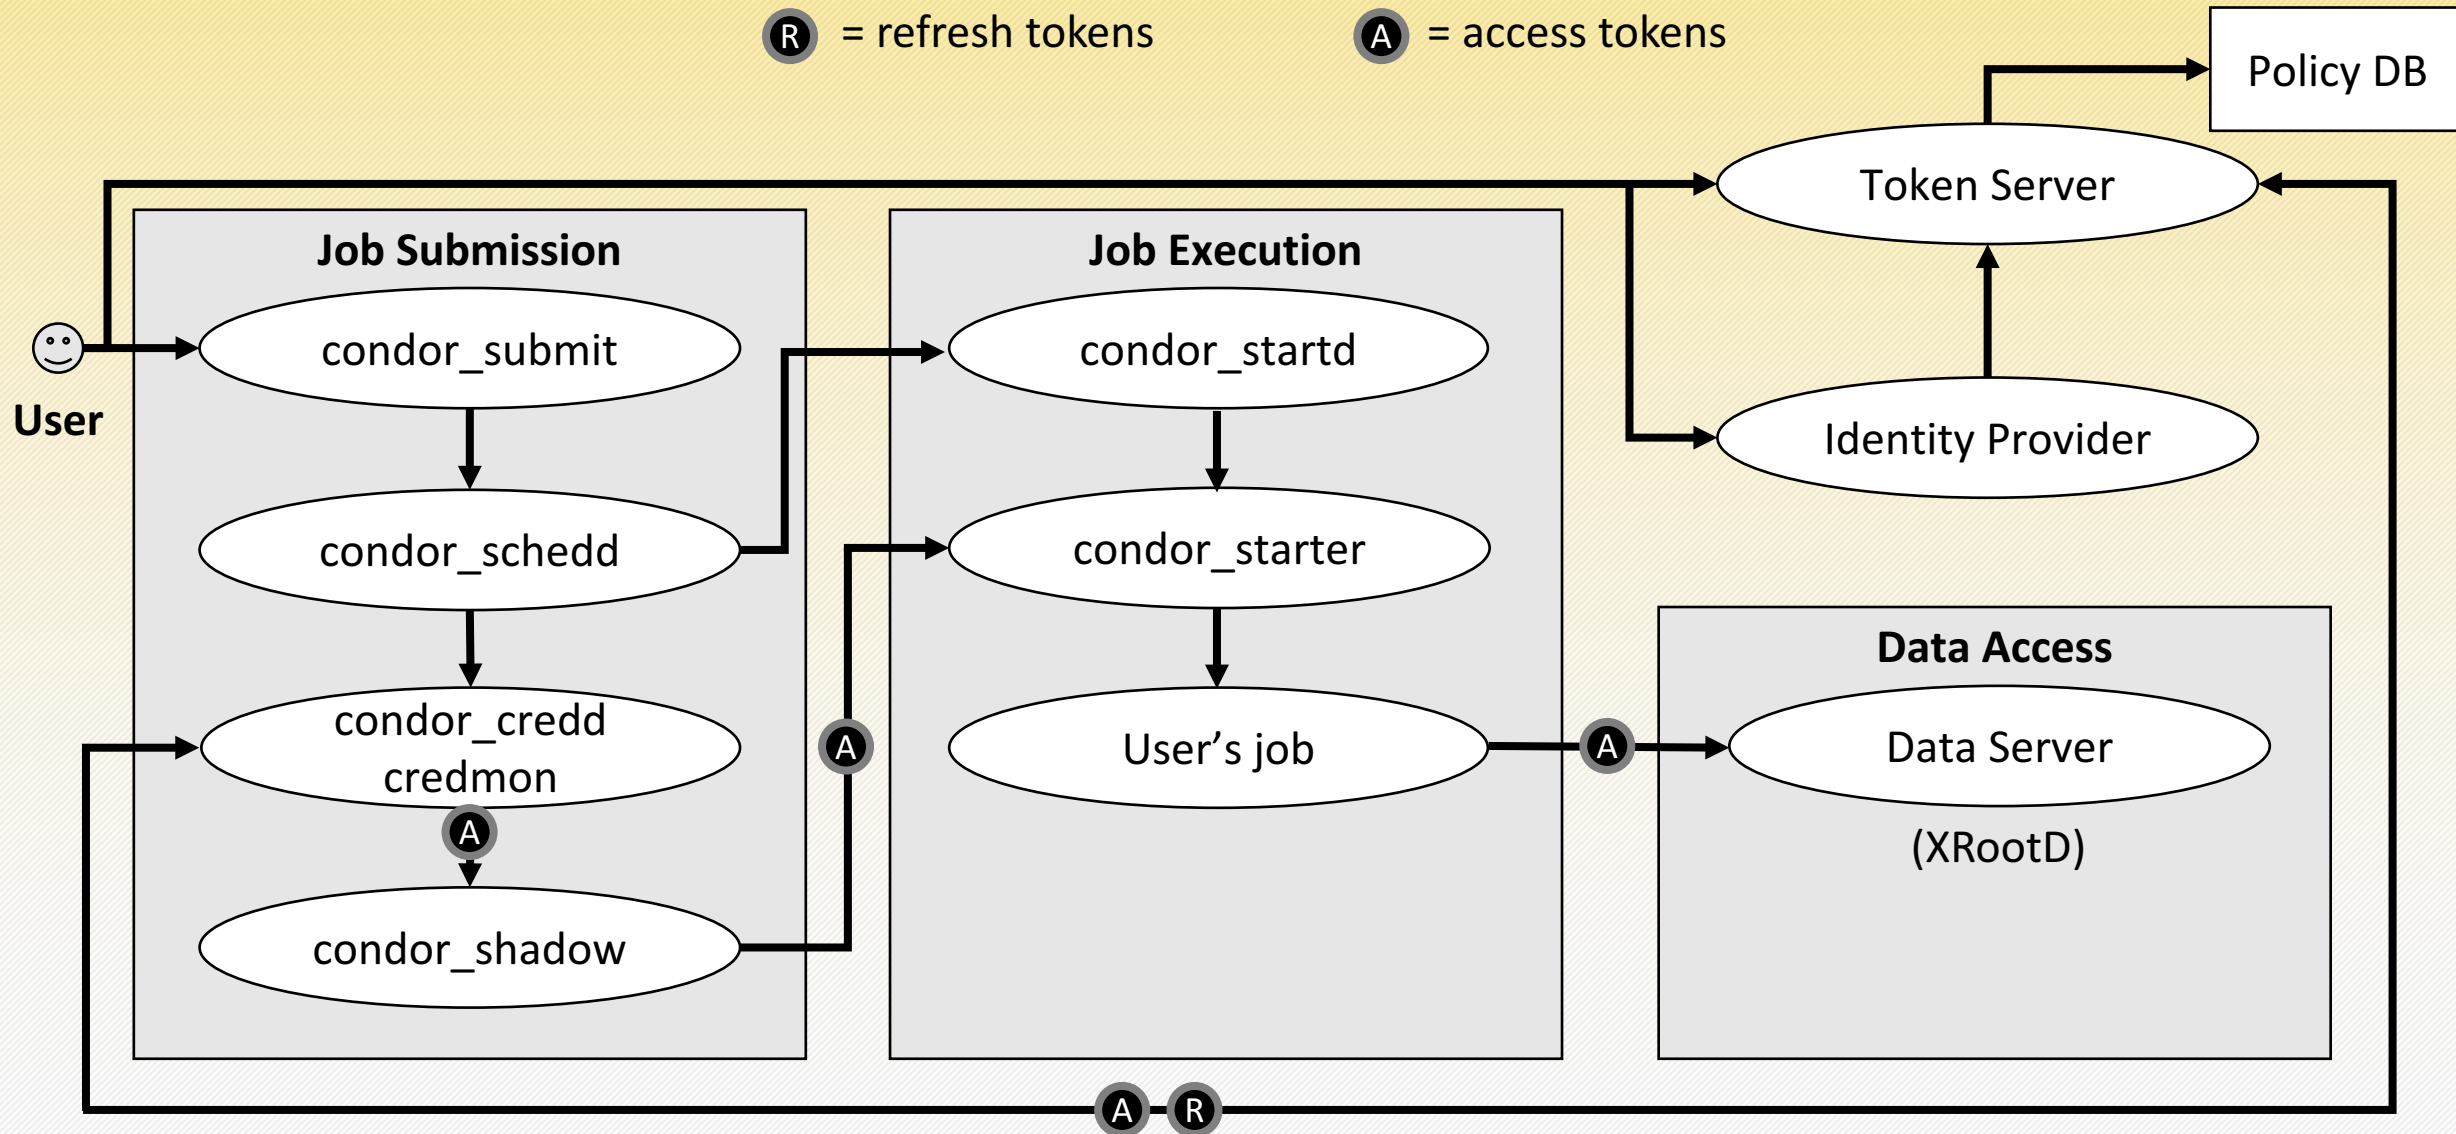 R = refresh tokens
A = access tokens
Policy DB
Token Server
Job Submission
Job Execution
condor_submit
condor_startd
User
Identity Provider
condor_schedd
condor_starter
Data Access
condor_credd
credmon
A
User's job
A
Data Server
A
(XRootD)
condor_shadow
A
R